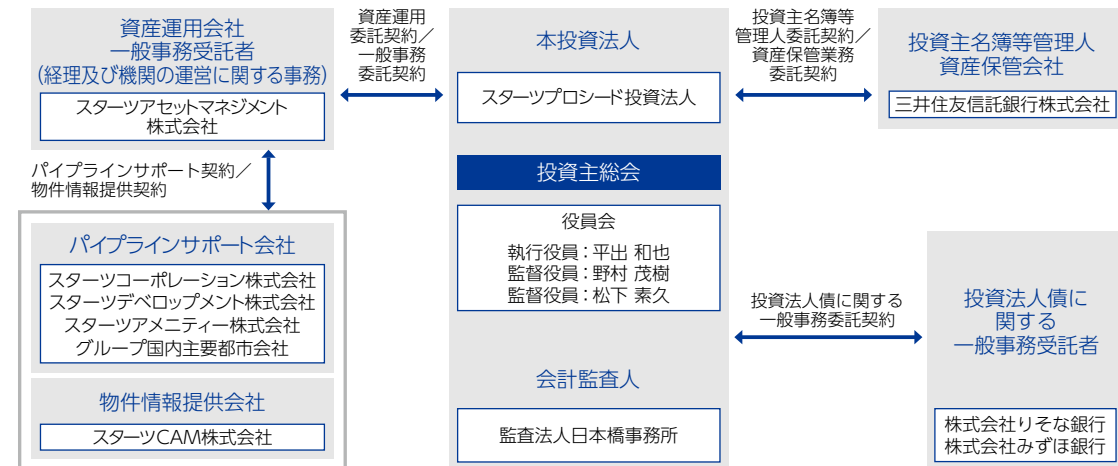 資産運用会社
一般事務受託者
(経理及び機関の運営に関する事務)
スターツアセットマネジメント
株式会社
資産運用
委託契約／
一般事務
委託契約
本投資法人
スターツプロシード投資法人
投資主名簿等
管理人委託契約／
資産保管業務
委託契約
投資主名簿等管理人
資産保管会社
三井住友信託銀行株式会社
パイプラインサポート契約／
物件情報提供契約
投資主総会
役員会
執行役員：平出 和也
監督役員：野村 茂樹
監督役員：松下 素久
パイプラインサポート会社
スターツコーポレーション株式会社
スターツデベロップメント株式会社
スターツアメニティー株式会社
グループ国内主要都市会社
物件情報提供会社
スターツCAM株式会社
会計監査人
監査法人日本橋事務所
投資法人債に関する
一般事務委託契約
投資法人債に
関する
一般事務受託者
株式会社りそな銀行
株式会社みずほ銀行